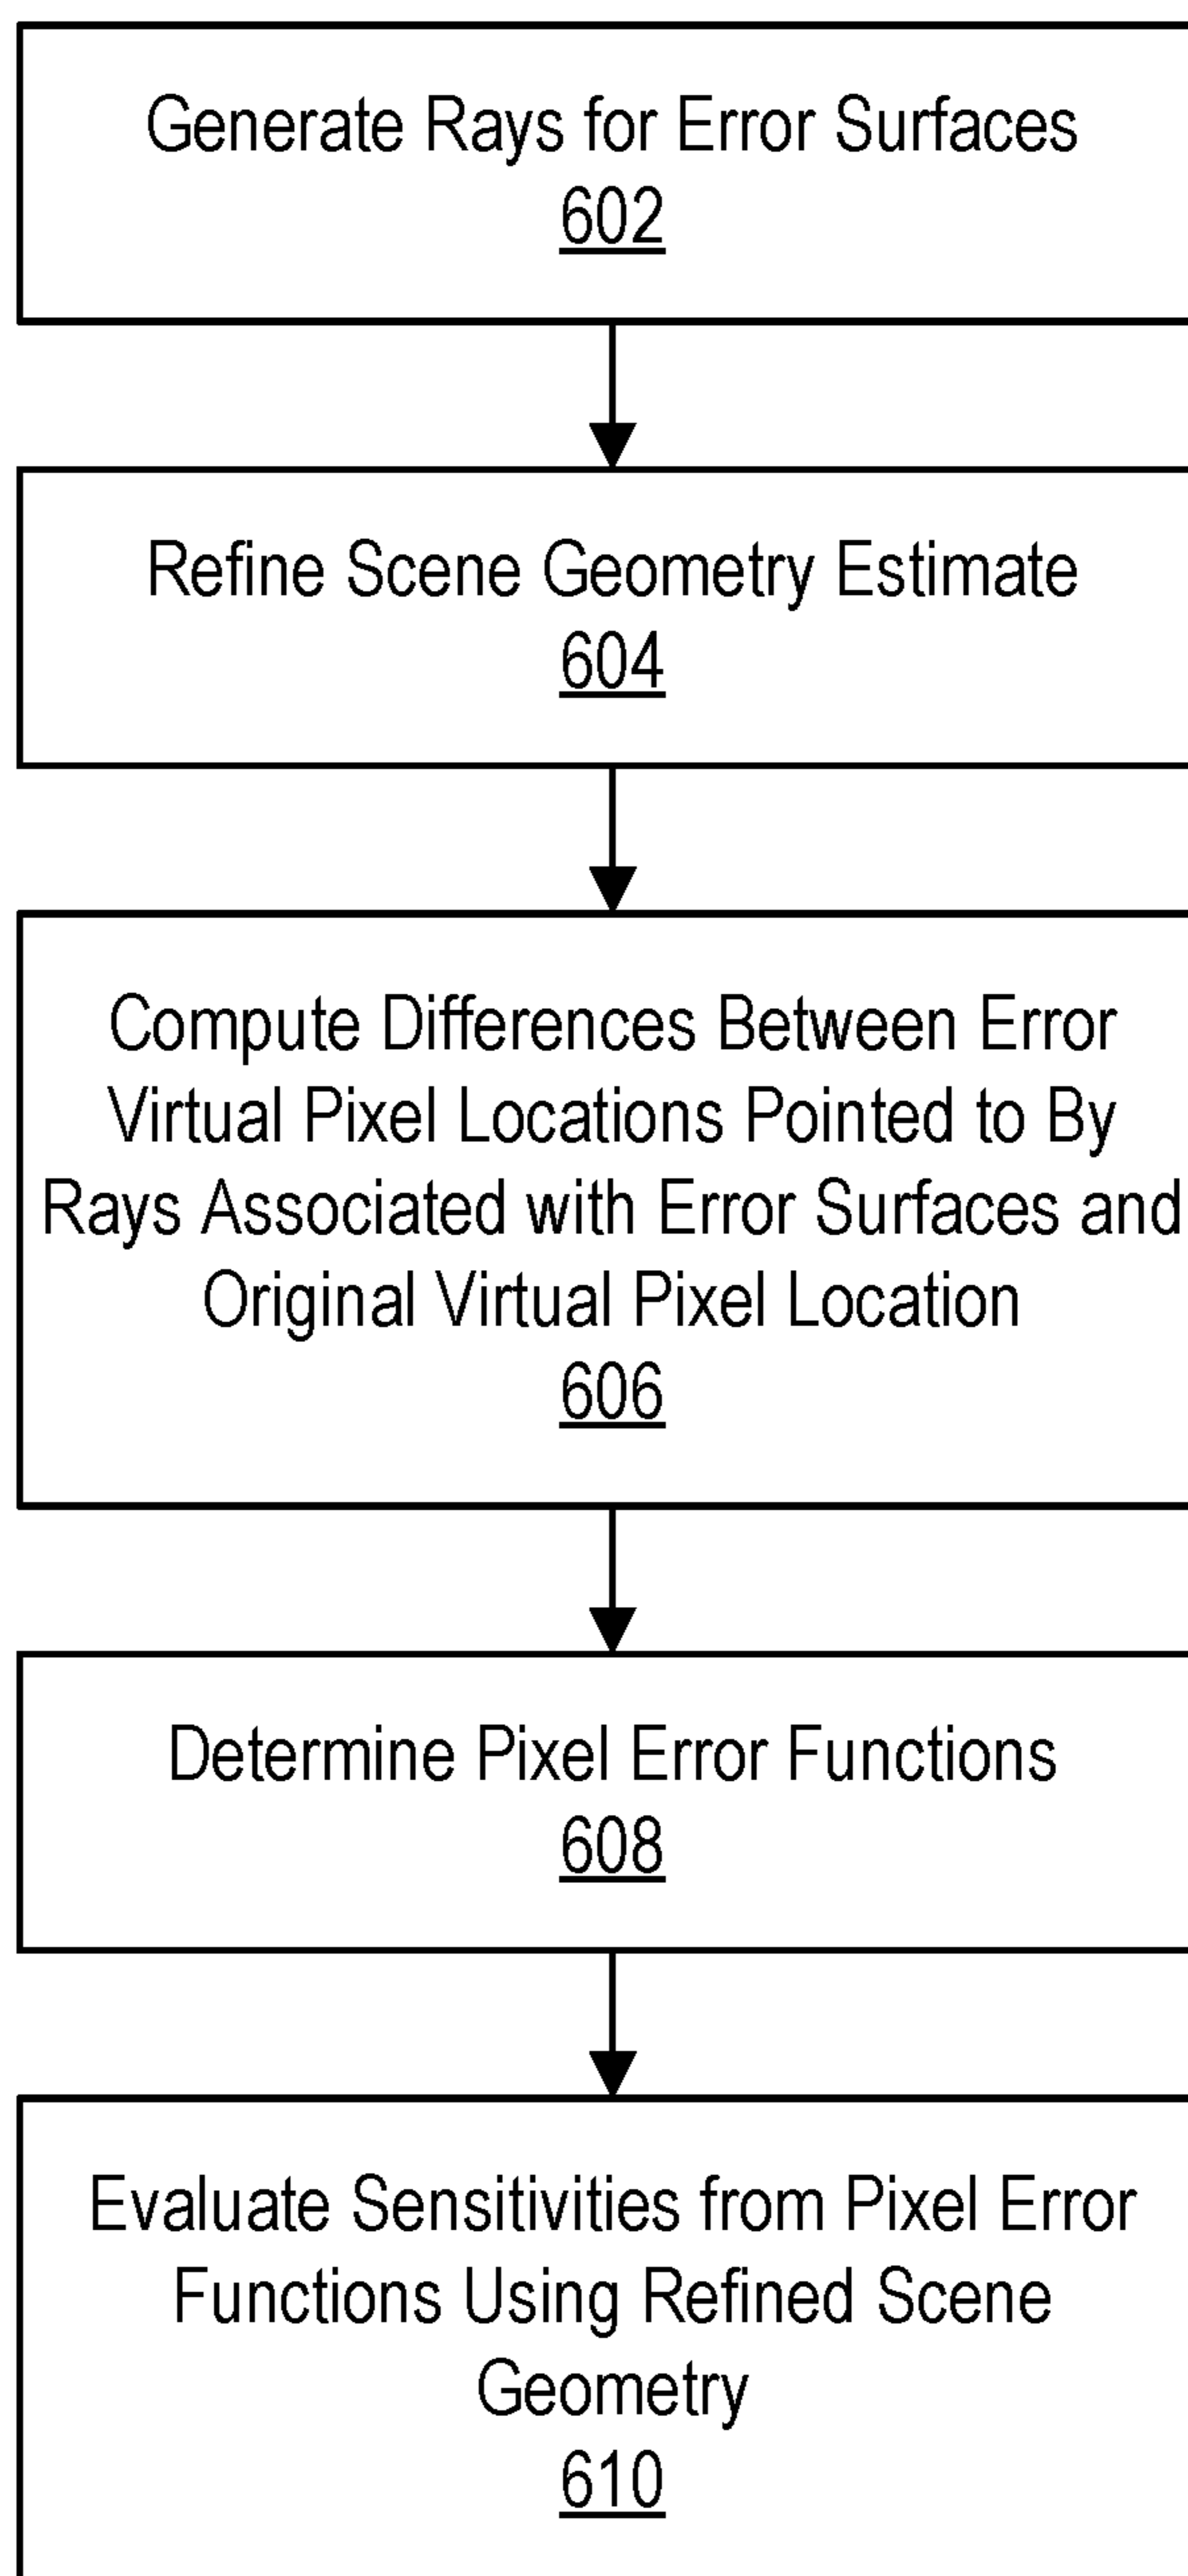 Generate Rays for Error Surfaces
602
Refine Scene Geometry Estimate
604
Compute Differences Between Error
Virtual Pixel Locations Pointed to By
Rays Associated with Error Surfaces and
Original Virtual Pixel Location
606
Determine Pixel Error Functions
608
Evaluate Sensitivities from Pixel Error
Functions Using Refined Scene
Geometry
610